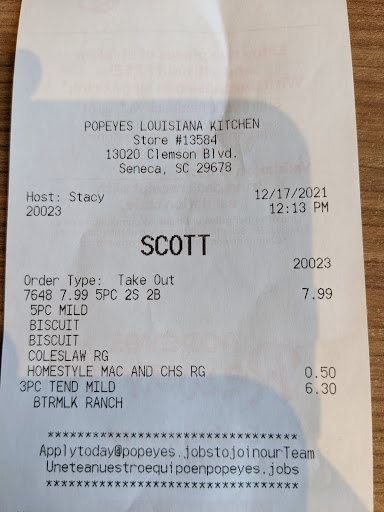 POPEYES LOUISIANA KITCHEN
Store #13584
13020 Clemson Blvd.
Seneca, SC 29678
Host: Stacy 12/17/2021
20023 12:13 PM
SCOTT
20023
Order Type: Take Out
7648 7.99 5PC 2S 2B 7.99
5PC MILD
BISCUIT
BISCUIT
COLESLAW RG
HOMESTYLE MAC AND CHS RG 0.50
3PC TEND MILD 6.30
BTRMLK RANCH
*********************************
Applytoday@popeyes.jobstojoinourTeam
Uneteanuestroequipoenpopeyes.jobs
*********************************